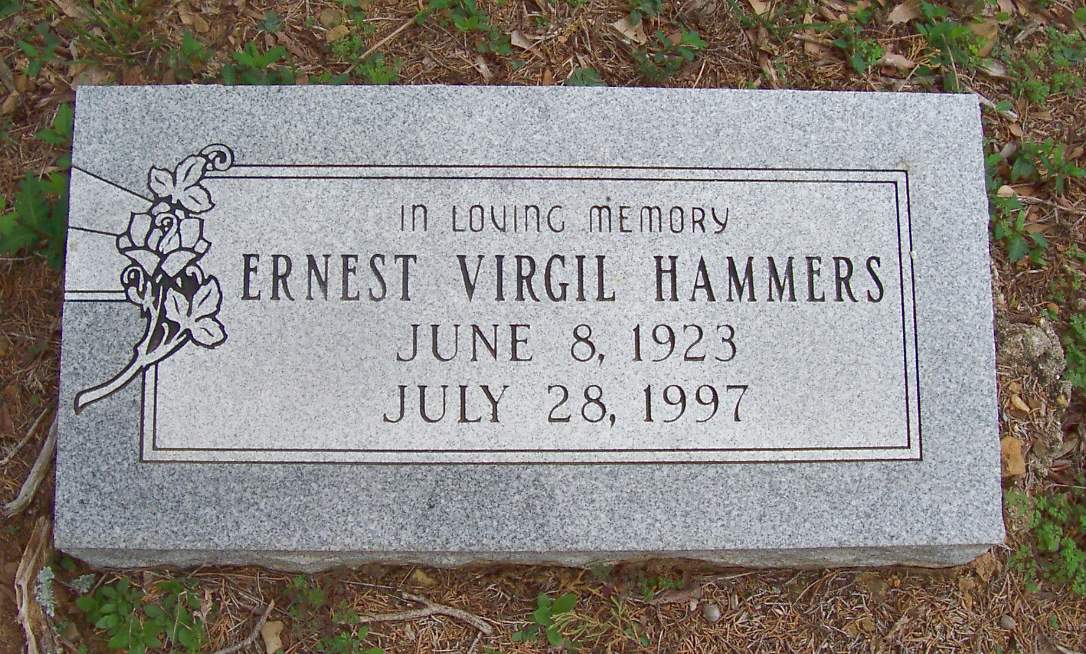 IN LOVING MEMORY
ERNEST VIRGIL HAMMERS
JUNE 8, 1923
JULY 28, 1997